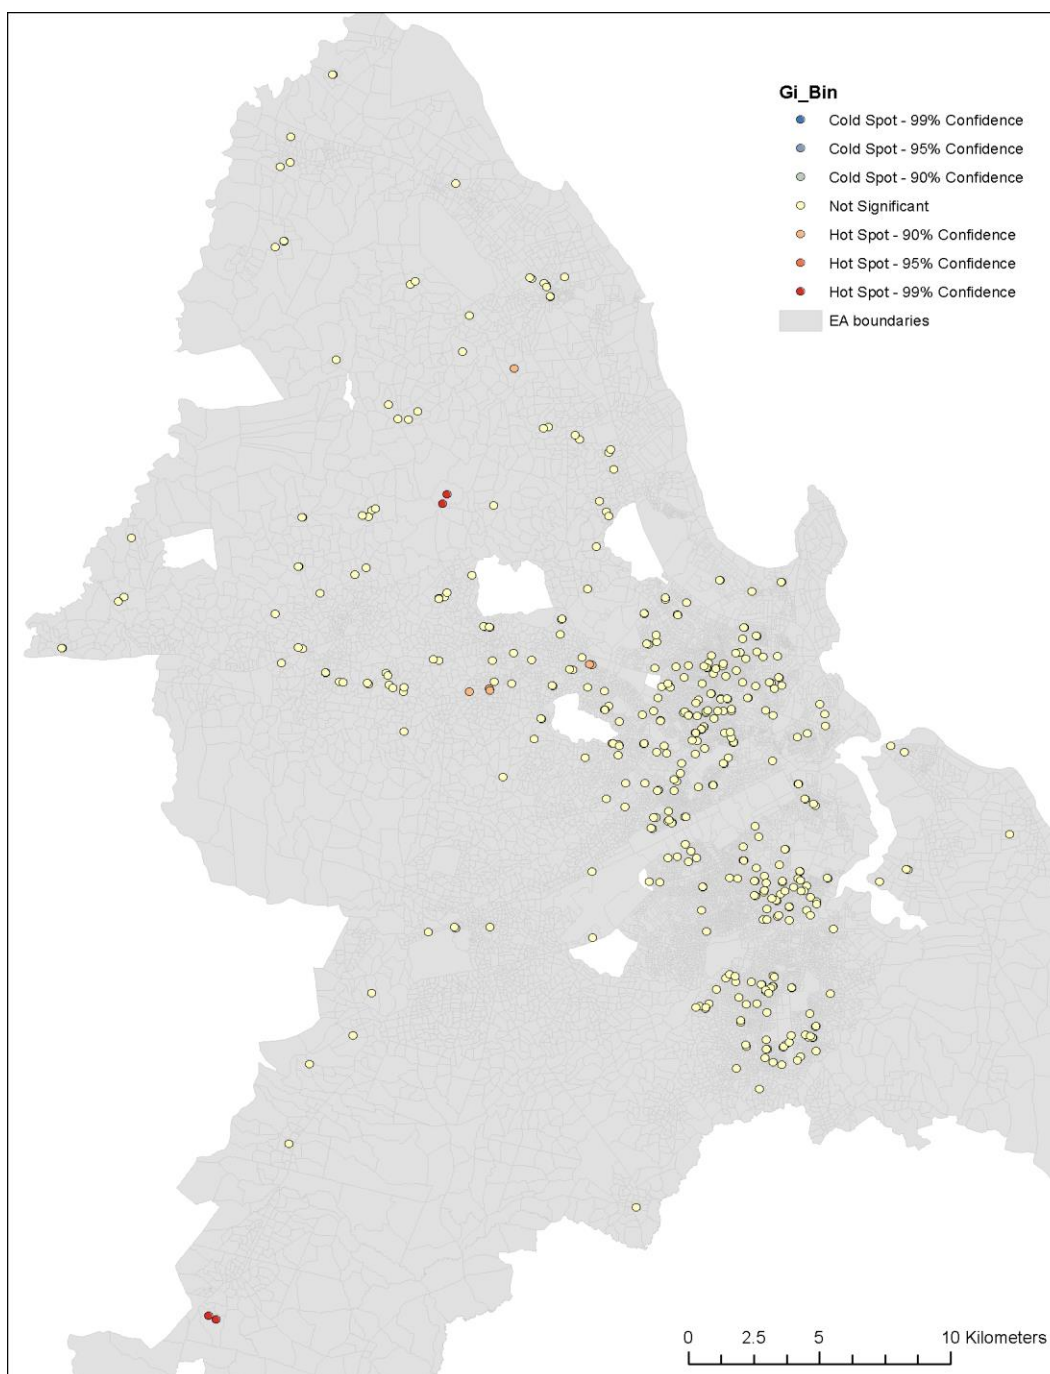 Gi_Bin
Cold Spot - 99% Confidence
Cold Spot - 95% Confidence
Cold Spot - 90% Confidence
Not Significant
Hot Spot - 90% Confidence
Hot Spot - 95% Confidence
Hot Spot - 99% Confidence
EA boundaries
0 2.5 5 10 Kilometers